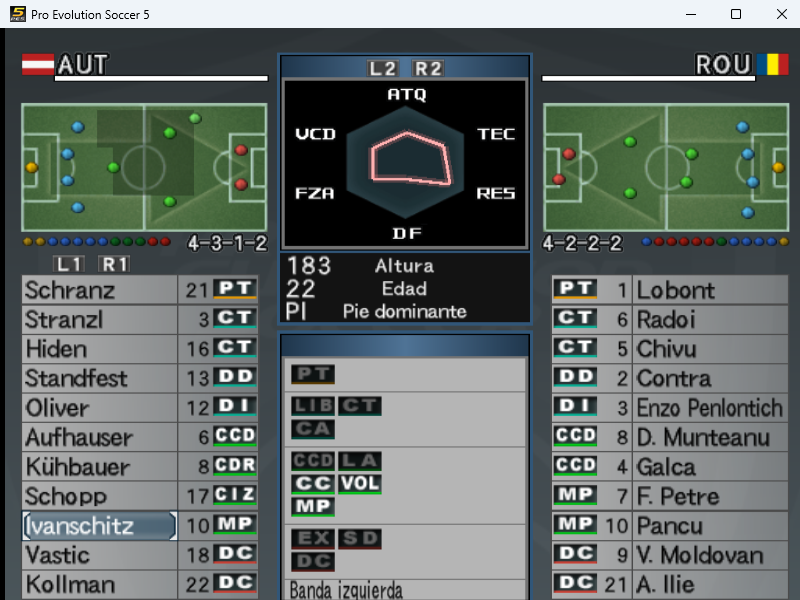 Pro Evolution Soccer 5
AUT
L2 R2
ROU
ATQ
VCD TEC
FZA RES
DF
4-3-1-2
4-2-2-2
L1 R1
183 Altura
22 Edad
PI Pie dominante
Schranz 21 PT
Stranzl 3 CT
Hiden 16 CT
Standfest 13 DD
Oliver 12 DI
Aufhauser 6 CCD
Kühbauer 8 CDR
Schopp 17 CIZ
Ivanschitz 10 MP
Vastic 18 DC
Kollman 22 DC
PT
LIB CT
CA
CCD LA
CC VOL
MP
EX SD
DC
Banda izquierda
PT 1 Lobont
CT 6 Radoi
CT 5 Chivu
DD 2 Contra
DI 3 Enzo Penlontich
CCD 8 D. Munteanu
CCD 4 Galca
MP 7 F. Petre
MP 10 Pancu
DC 9 V. Moldovan
DC 21 A. Ilie